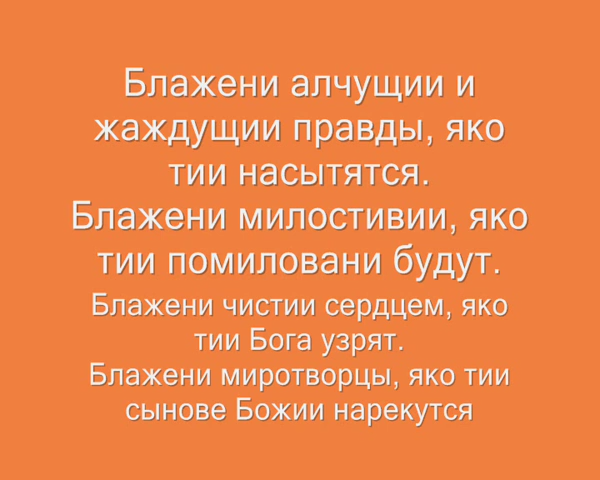 Блажени алчущии и
жаждущии правды, яко
тии насытятся.
Блажени милостивии, яко
тии помиловани будут.
Блажени чистии сердцем, яко
тии Бога узрят.
Блажени миротворцы, яко тии
сынове Божии нарекутся